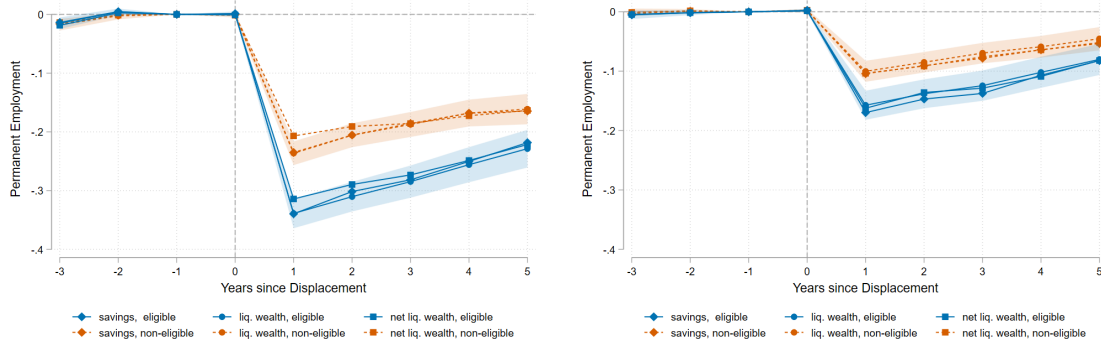 Permanent Employment
0
-.1
-.2
-.3
-.4
-3 -2 -1 0 1 2 3 4 5
Years since Displacement
savings, eligible liq. wealth, eligible net liq. wealth, eligible
savings, non-eligible liq. wealth, non-eligible net liq. wealth, non-eligible
Permanent Employment
0
-.1
-.2
-.3
-.4
-3 -2 -1 0 1 2 3 4 5
Years since Displacement
savings, eligible liq. wealth, eligible net liq. wealth, eligible
savings, non-eligible liq. wealth, non-eligible net liq. wealth, non-eligible